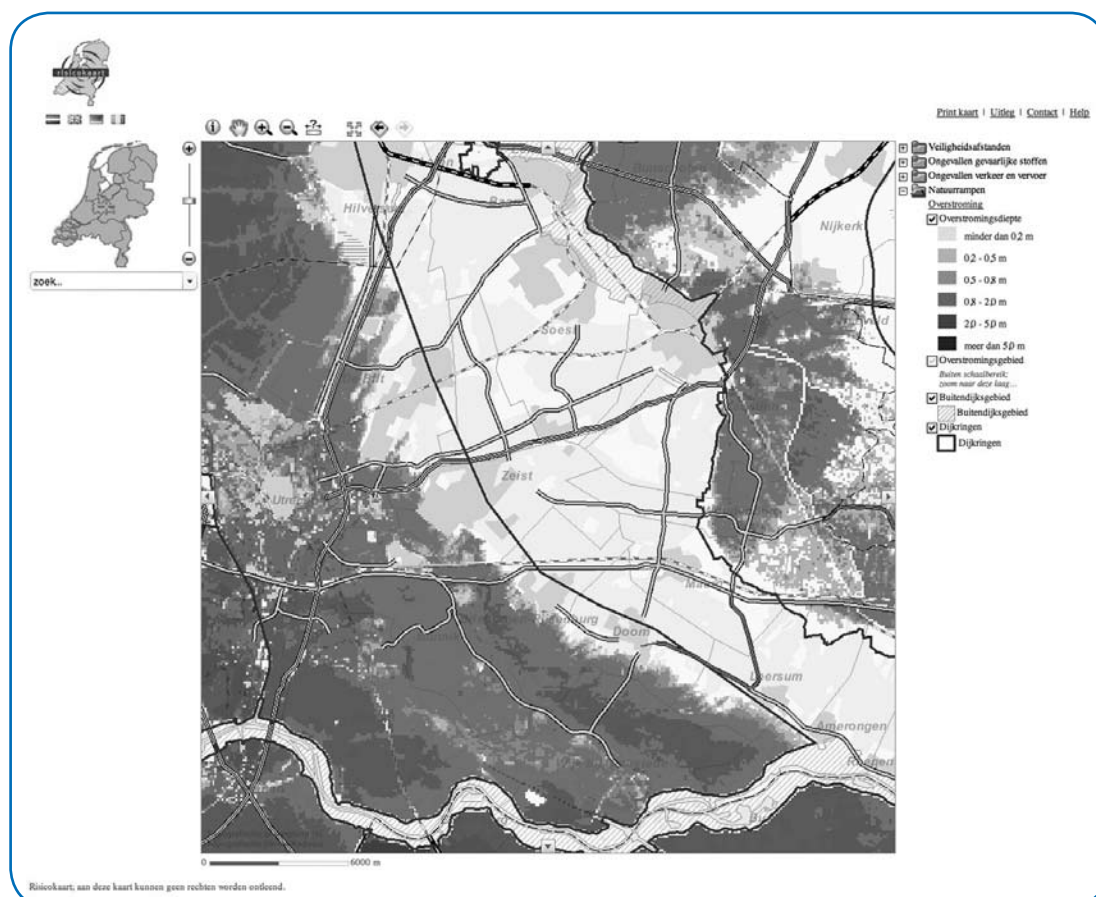 risicokaart
Print kaart | Uitleg | Contact | Help
zoek...
Veiligheidsafstanden
Ongevallen gevaarlijke stoffen
Ongevallen verkeer en vervoer
Natuurrampen
Overstroming
Overstromingsdiepte
minder dan 0,2 m
0,2 - 0,5 m
0,5 - 0,8 m
0,8 - 2,0 m
2,0 - 5,0 m
meer dan 5,0 m
Overstromingsgebied
Buiten schaalbereik:
zoom naar deze laag...
Buitendijksgebied
Buitendijksgebied
Dijkringen
Dijkringen
Hilversum
Nijkerk
Soest
Zeist
Doorn
Leersum
Amerongen
Rhenen
0 6000 m
Risicokaart; aan deze kaart kunnen geen rechten worden ontleend.